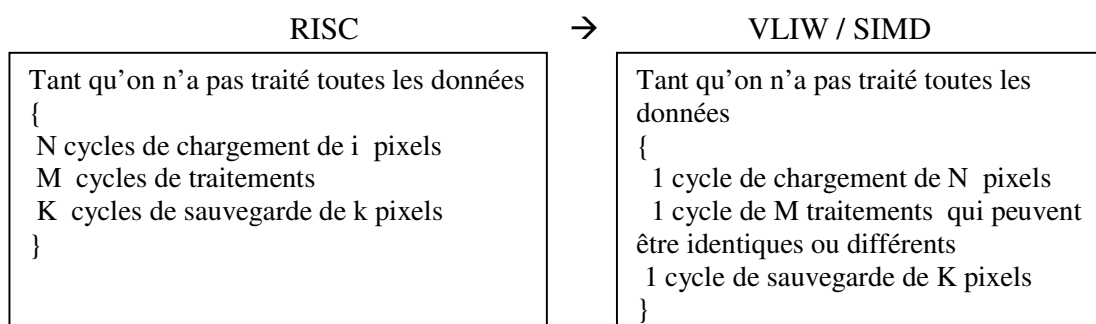 RISC → VLIW / SIMD
Tant qu’on n’a pas traité toutes les données
{
N cycles de chargement de i pixels
M cycles de traitements
K cycles de sauvegarde de k pixels
}
Tant qu’on n’a pas traité toutes les
données
{
1 cycle de chargement de N pixels
1 cycle de M traitements qui peuvent
être identiques ou différents
1 cycle de sauvegarde de K pixels
}